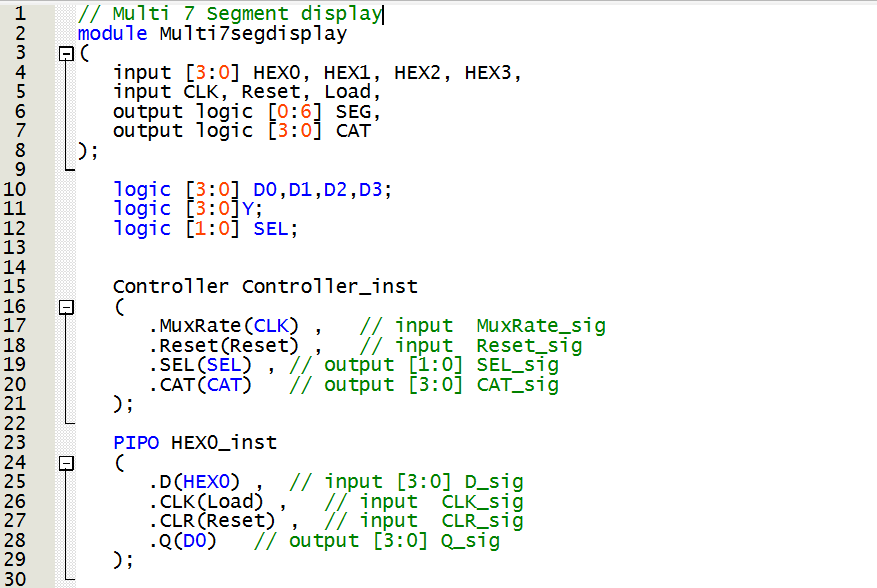 1 // Multi 7 Segment display
2 module Multi7segdisplay
3 (
4 input [3:0] HEX0, HEX1, HEX2, HEX3,
5 input CLK, Reset, Load,
6 output logic [0:6] SEG,
7 output logic [3:0] CAT
8 );
9
10 logic [3:0] D0,D1,D2,D3;
11 logic [3:0]Y;
12 logic [1:0] SEL;
13
14
15 Controller Controller_inst
16 (
17 .MuxRate(CLK) , // input MuxRate_sig
18 .Reset(Reset) , // input Reset_sig
19 .SEL(SEL) , // output [1:0] SEL_sig
20 .CAT(CAT) // output [3:0] CAT_sig
21 );
22
23 PIPO HEX0_inst
24 (
25 .D(HEX0) , // input [3:0] D_sig
26 .CLK(Load) , // input CLK_sig
27 .CLR(Reset) , // input CLR_sig
28 .Q(D0) // output [3:0] Q_sig
29 );
30